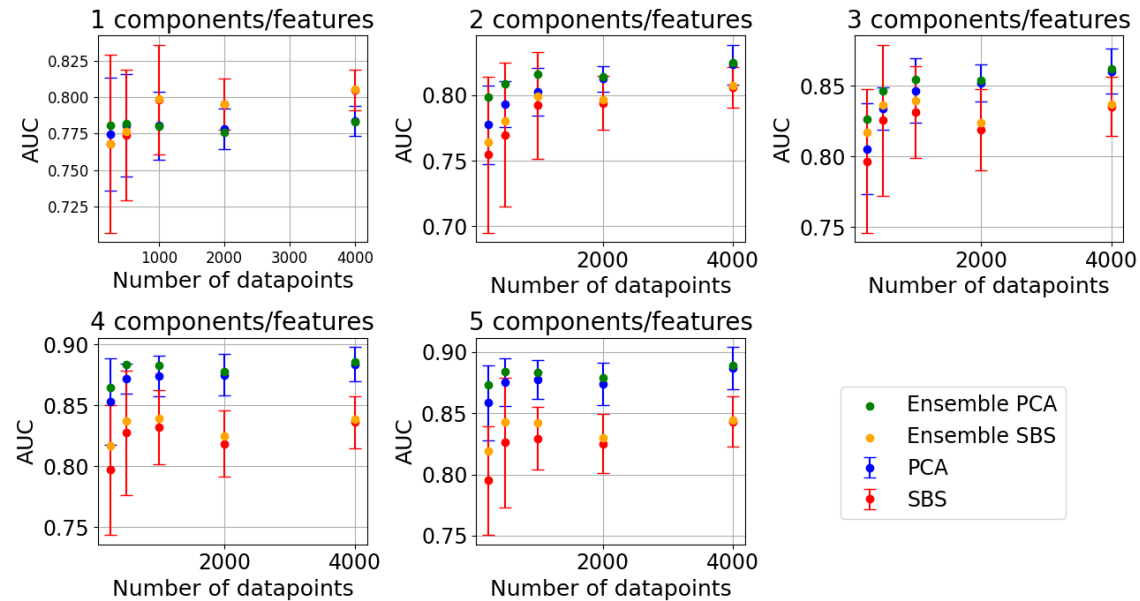 1 components/features
2 components/features
3 components/features
0.825
0.800
0.775
0.750
0.725
AUC
1000
2000
3000
4000
Number of datapoints
0.80
0.75
0.70
AUC
2000
4000
Number of datapoints
0.85
0.80
0.75
AUC
2000
4000
Number of datapoints
4 components/features
5 components/features
0.90
0.85
0.80
0.75
AUC
2000
4000
Number of datapoints
0.90
0.85
0.80
0.75
AUC
2000
4000
Number of datapoints
Ensemble PCA
Ensemble SBS
PCA
SBS